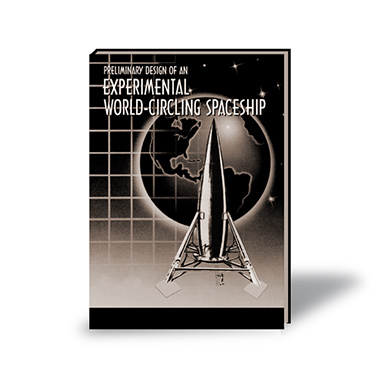 PRELIMINARY DESIGN OF AN
EXPERIMENTAL
WORLD-CIRCLING SPACESHIP